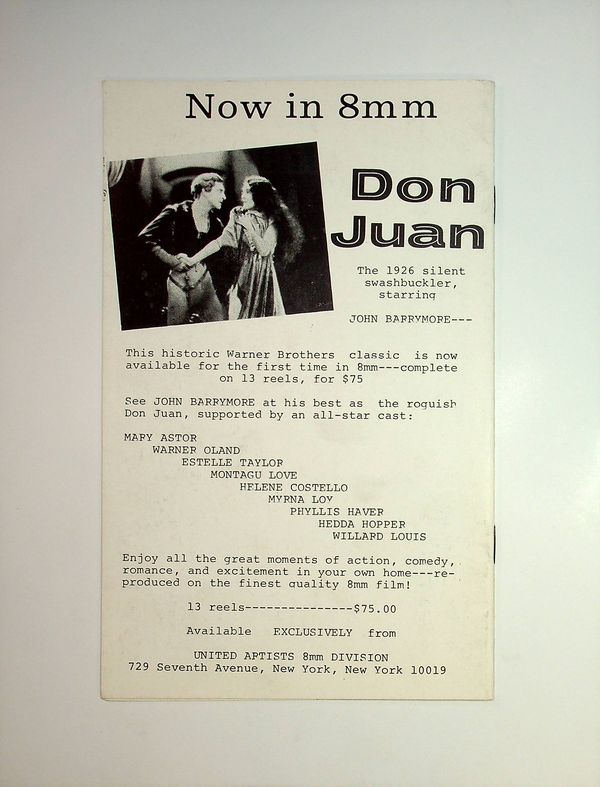 Now in 8mm
Don
Juan
The 1926 silent
swashbuckler,
starring
JOHN BARRYMORE---
This historic Warner Brothers classic is now
available for the first time in 8mm---complete
on 13 reels, for $75
See JOHN BARRYMORE at his best as the roguish
Don Juan, supported by an all-star cast:
MARY ASTOR
WARNER OLAND
ESTELLE TAYLOR
MONTAGU LOVE
HELENE COSTELLO
MYRNA LOY
PHYLLIS HAVER
HEDDA HOPPER
WILLARD LOUIS
Enjoy all the great moments of action, comedy,
romance, and excitement in your own home---re-
produced on the finest quality 8mm film!
13 reels---------------$75.00
Available EXCLUSIVELY from
UNITED ARTISTS 8mm DIVISION
729 Seventh Avenue, New York, New York 10019